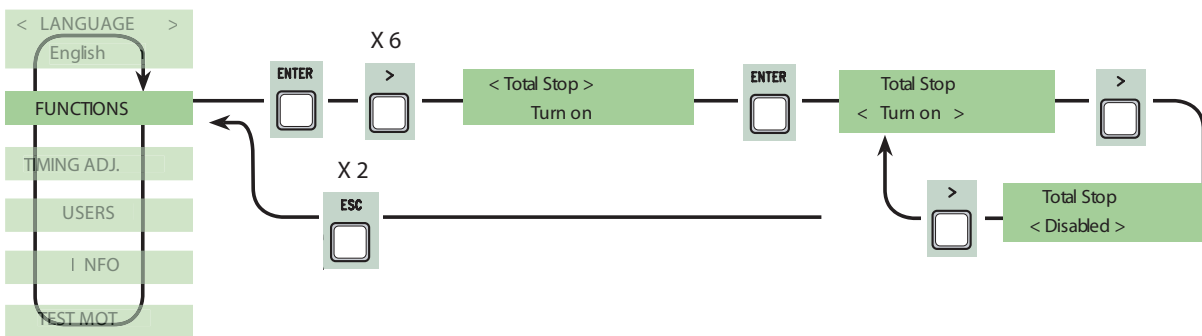 < LANGUAGE >
English
FUNCTIONS
TIMING ADJ.
USERS
I NFO
TEST MOT
ENTER
X 6
>
< Total Stop >
Turn on
ENTER
Total Stop
< Turn on >
>
Total Stop
< Disabled >
>
X 2
ESC